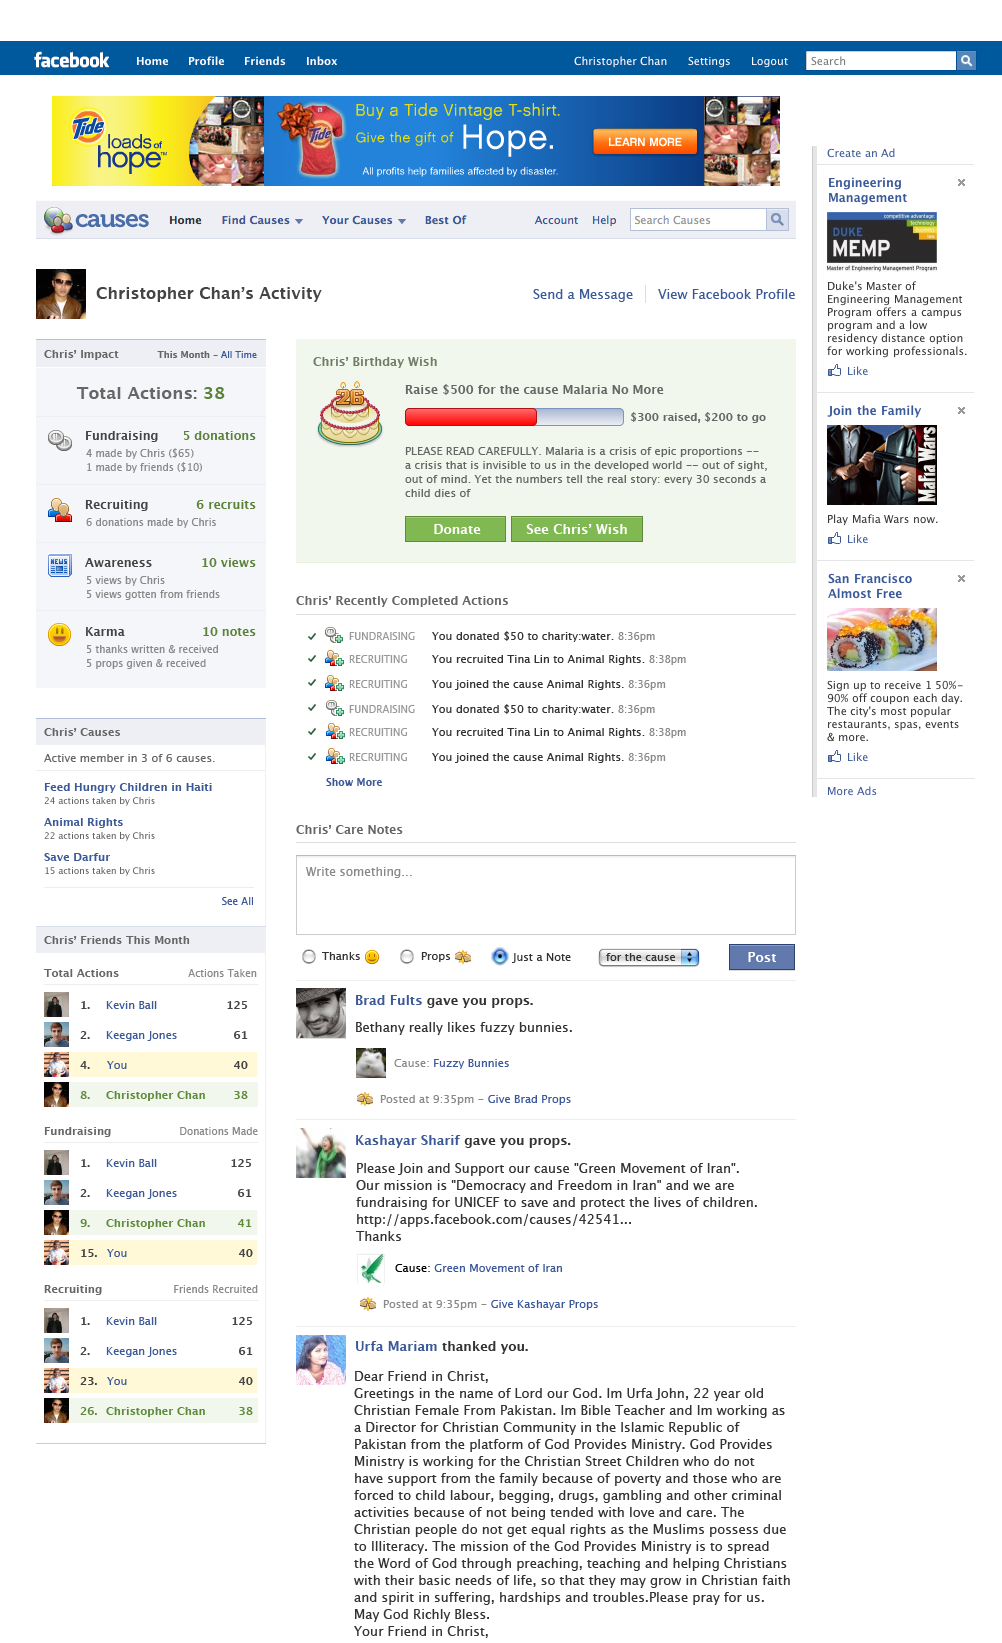 facebook Home Profile Friends Inbox Christopher Chan Settings Logout Search
Tide loads of hope™
Buy a Tide Vintage T-shirt.
Give the gift of Hope.
All profits help families affected by disaster.
LEARN MORE
causes Home Find Causes Your Causes Best Of Account Help Search Causes
Christopher Chan's Activity
Send a Message View Facebook Profile
Chris' Impact This Month – All Time
Total Actions: 38
Fundraising 5 donations
4 made by Chris ($65)
1 made by friends ($10)
Recruiting 6 recruits
6 donations made by Chris
NEWS
Awareness 10 views
5 views by Chris
5 views gotten from friends
Karma 10 notes
5 thanks written & received
5 props given & received
Chris' Causes
Active member in 3 of 6 causes.
Feed Hungry Children in Haiti
24 actions taken by Chris
Animal Rights
22 actions taken by Chris
Save Darfur
15 actions taken by Chris
See All
Chris' Friends This Month
Total Actions Actions Taken
1. Kevin Ball 125
2. Keegan Jones 61
4. You 40
8. Christopher Chan 38
Fundraising Donations Made
1. Kevin Ball 125
2. Keegan Jones 61
9. Christopher Chan 41
15. You 40
Recruiting Friends Recruited
1. Kevin Ball 125
2. Keegan Jones 61
23. You 40
26. Christopher Chan 38
Chris' Birthday Wish
26
Raise $500 for the cause Malaria No More
$300 raised, $200 to go
PLEASE READ CAREFULLY. Malaria is a crisis of epic proportions --
a crisis that is invisible to us in the developed world -- out of sight,
out of mind. Yet the numbers tell the real story: every 30 seconds a
child dies of
Donate See Chris' Wish
Chris' Recently Completed Actions
FUNDRAISING You donated $50 to charity:water. 8:36pm
RECRUITING You recruited Tina Lin to Animal Rights. 8:38pm
RECRUITING You joined the cause Animal Rights. 8:36pm
FUNDRAISING You donated $50 to charity:water. 8:36pm
RECRUITING You recruited Tina Lin to Animal Rights. 8:38pm
RECRUITING You joined the cause Animal Rights. 8:36pm
Show More
Chris' Care Notes
Write something...
Thanks Props Just a Note for the cause Post
Brad Fults gave you props.
Bethany really likes fuzzy bunnies.
Cause: Fuzzy Bunnies
Posted at 9:35pm – Give Brad Props
Kashayar Sharif gave you props.
Please Join and Support our cause "Green Movement of Iran".
Our mission is "Democracy and Freedom in Iran" and we are
fundraising for UNICEF to save and protect the lives of children.
http://apps.facebook.com/causes/42541...
Thanks
Cause: Green Movement of Iran
Posted at 9:35pm – Give Kashayar Props
Urfa Mariam thanked you.
Dear Friend in Christ,
Greetings in the name of Lord our God. Im Urfa John, 22 year old
Christian Female From Pakistan. Im Bible Teacher and Im working as
a Director for Christian Community in the Islamic Republic of
Pakistan from the platform of God Provides Ministry. God Provides
Ministry is working for the Christian Street Children who do not
have support from the family because of poverty and those who are
forced to child labour, begging, drugs, gambling and other criminal
activities because of not being tended with love and care. The
Christian people do not get equal rights as the Muslims possess due
to Illiteracy. The mission of the God Provides Ministry is to spread
the Word of God through preaching, teaching and helping Christians
with their basic needs of life, so that they may grow in Christian faith
and spirit in suffering, hardships and troubles.Please pray for us.
May God Richly Bless.
Your Friend in Christ,
Create an Ad
Engineering
Management
competitive advantage:
Technology
Business
law
DUKE
MEMP
Master of Engineering Management Program
Duke's Master of
Engineering Management
Program offers a campus
program and a low
residency distance option
for working professionals.
Like
Join the Family
Mafia Wars
Play Mafia Wars now.
Like
San Francisco
Almost Free
Sign up to receive 1 50%-
90% off coupon each day.
The city's most popular
restaurants, spas, events
& more.
Like
More Ads